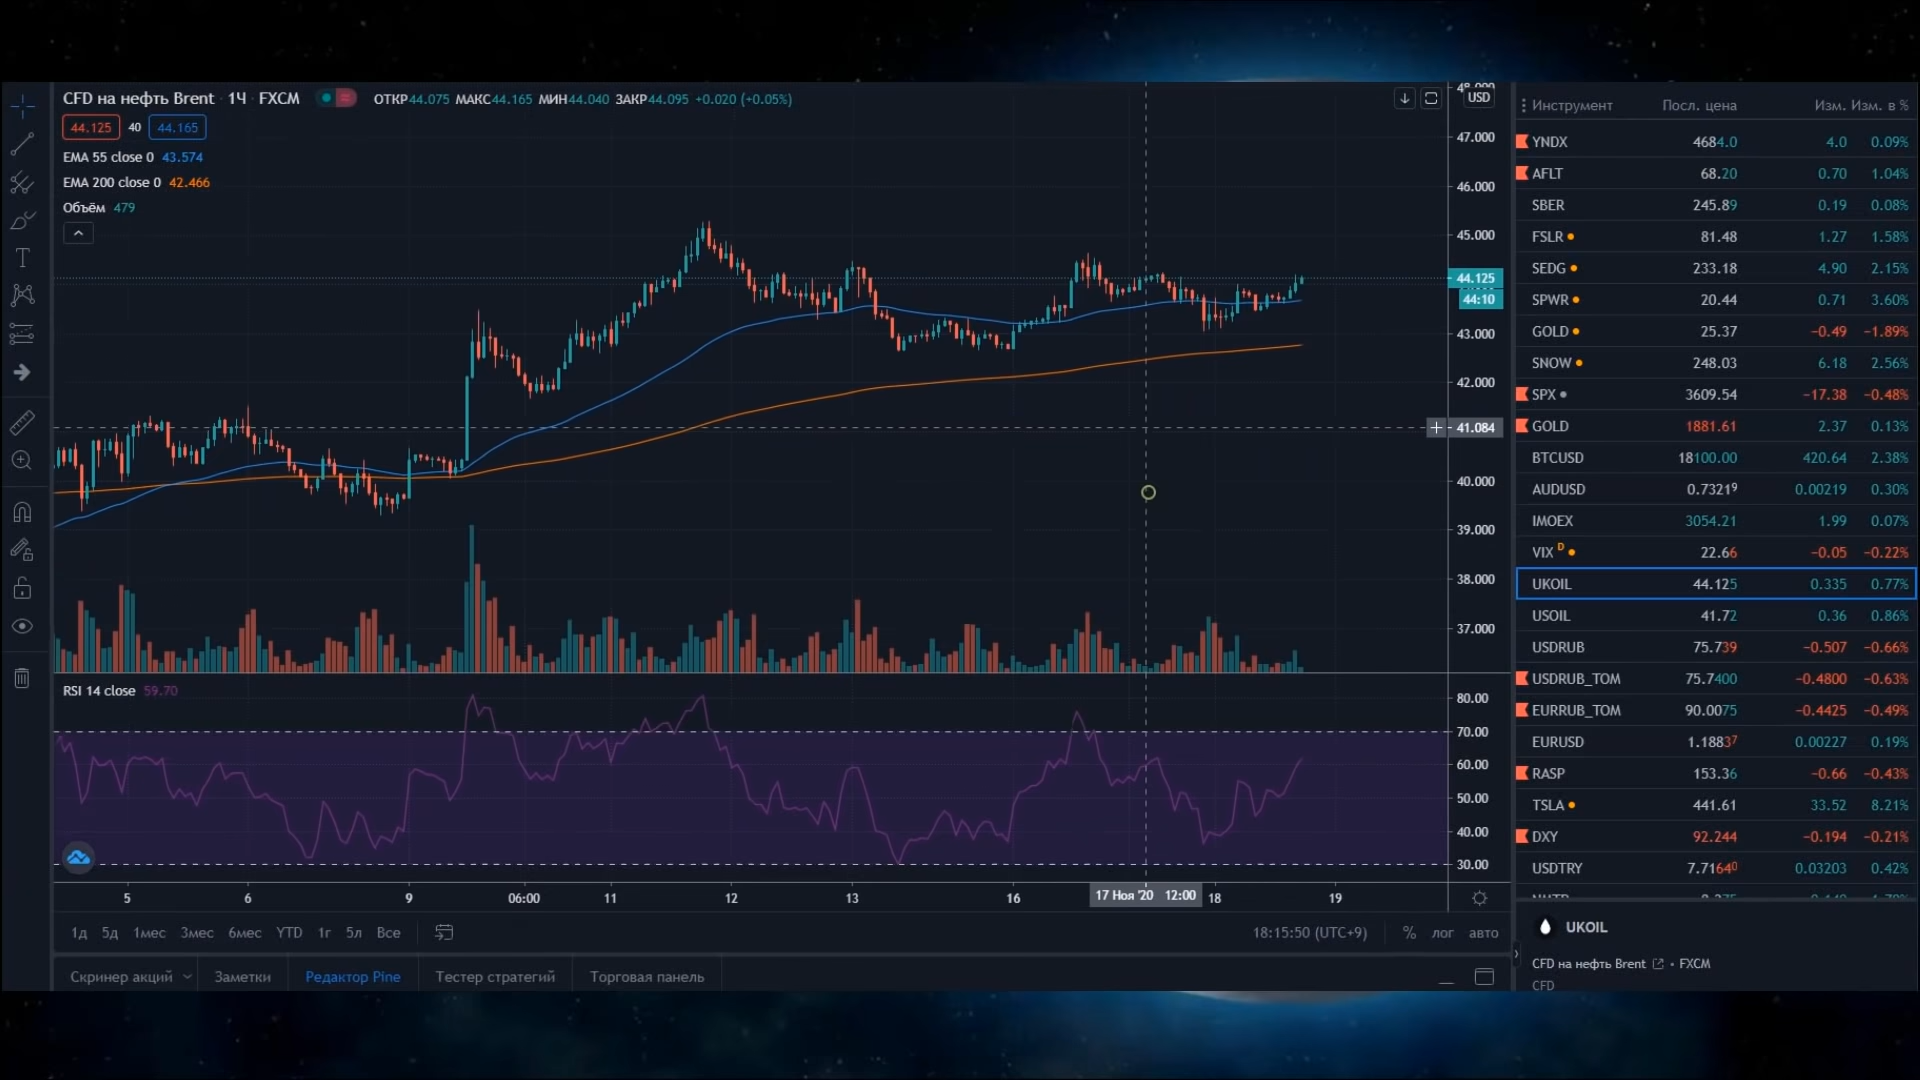 CFD на нефть Brent · 1Ч · FXCM ОТКР44.075 МАКС44.165 МИН44.040 ЗАКР44.095 +0.020 (+0.05%)
44.125 40 44.165
EMA 55 close 0 43.574
EMA 200 close 0 42.466
Объём 479
USD
48.000
47.000
46.000
45.000
44.125
44:10
43.000
42.000
41.084
40.000
39.000
38.000
37.000
RSI 14 close 59.70
80.00
70.00
60.00
50.00
40.00
30.00
5 6 9 06:00 11 12 13 16 17 Ноя '20 12:00 18 19
1д 5д 1мес 3мес 6мес YTD 1г 5л Все 18:15:50 (UTC+9) % лог авто
Скринер акций Заметки Редактор Pine Тестер стратегий Торговая панель
Инструмент Посл. цена Изм. Изм. в %
YNDX 4684.0 4.0 0.09%
AFLT 68.20 0.70 1.04%
SBER 245.89 0.19 0.08%
FSLR 81.48 1.27 1.58%
SEDG 233.18 4.90 2.15%
SPWR 20.44 0.71 3.60%
GOLD 25.37 −0.49 −1.89%
SNOW 248.03 6.18 2.56%
SPX 3609.54 −17.38 −0.48%
GOLD 1881.61 2.37 0.13%
BTCUSD 18100.00 420.64 2.38%
AUDUSD 0.73219 0.00219 0.30%
IMOEX 3054.21 1.99 0.07%
VIX D 22.66 −0.05 −0.22%
UKOIL 44.125 0.335 0.77%
USOIL 41.72 0.36 0.86%
USDRUB 75.739 −0.507 −0.66%
USDRUB_TOM 75.7400 −0.4800 −0.63%
EURRUB_TOM 90.0075 −0.4425 −0.49%
EURUSD 1.18837 0.00227 0.19%
RASP 153.36 −0.66 −0.43%
TSLA 441.61 33.52 8.21%
DXY 92.244 −0.194 −0.21%
USDTRY 7.71640 0.03203 0.42%
UKOIL
CFD на нефть Brent • FXCM
CFD